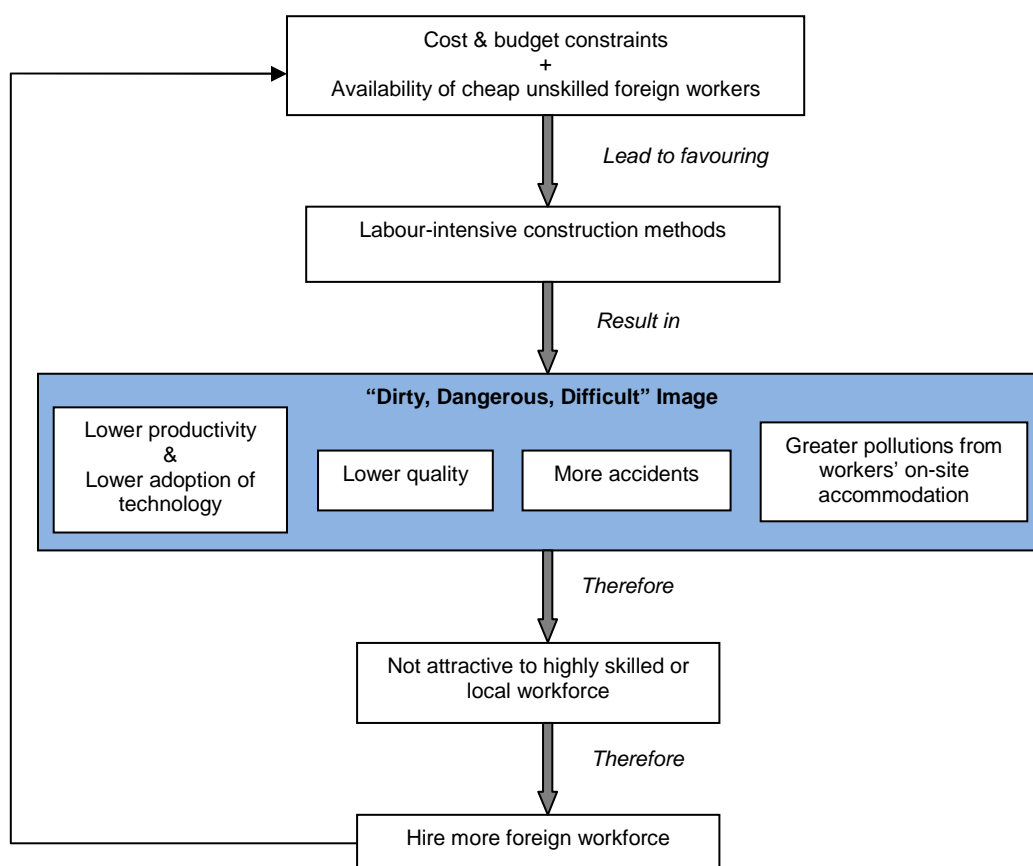 Cost & budget constraints
+
Availability of cheap unskilled foreign workers
Lead to favouring
Labour-intensive construction methods
Result in
“Dirty, Dangerous, Difficult” Image
Lower productivity
&
Lower adoption of
technology
Lower quality
More accidents
Greater pollutions from
workers’ on-site
accommodation
Therefore
Not attractive to highly skilled or
local workforce
Therefore
Hire more foreign workforce